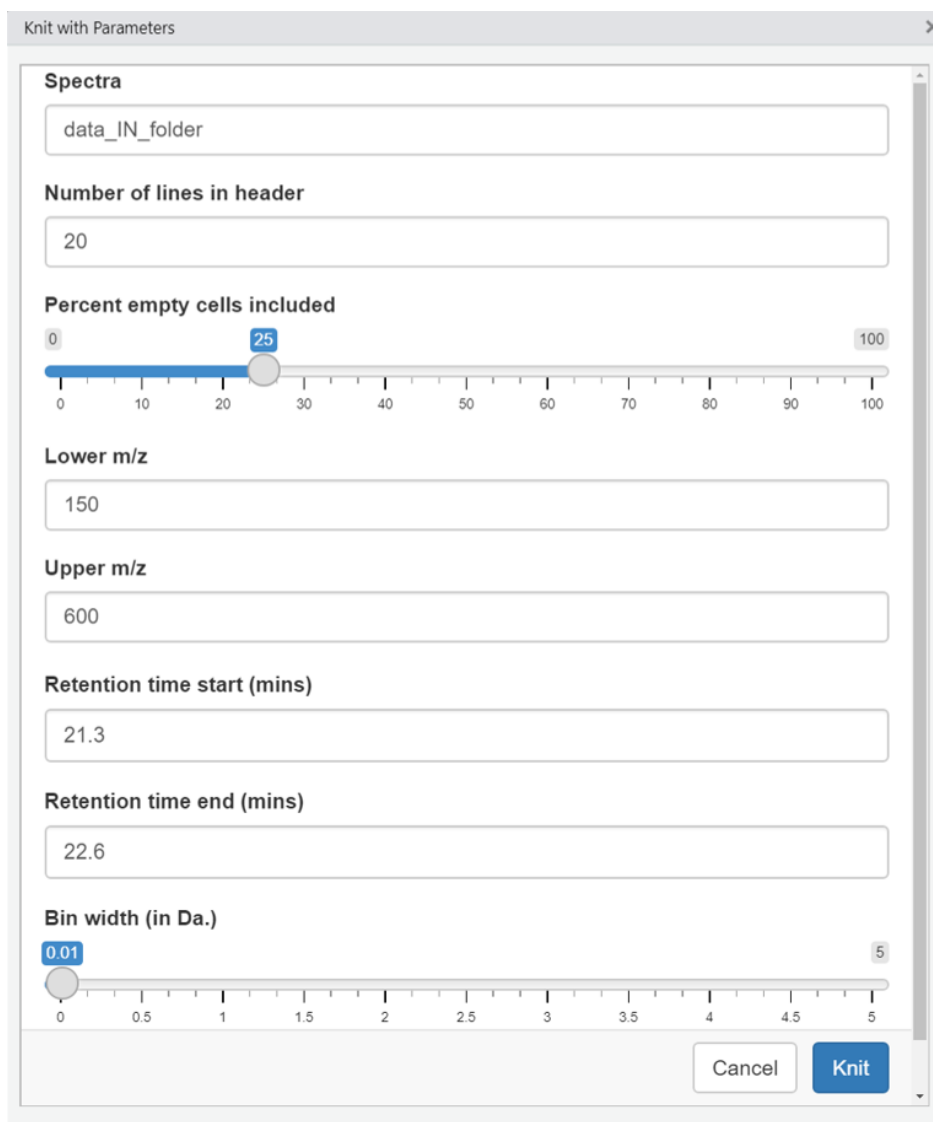 Knit with Parameters
Spectra
data_IN_folder
Number of lines in header
20
Percent empty cells included
0 25 100
0 10 20 30 40 50 60 70 80 90 100
Lower m/z
150
Upper m/z
600
Retention time start (mins)
21.3
Retention time end (mins)
22.6
Bin width (in Da.)
0.01 5
0 0.5 1 1.5 2 2.5 3 3.5 4 4.5 5
Cancel Knit